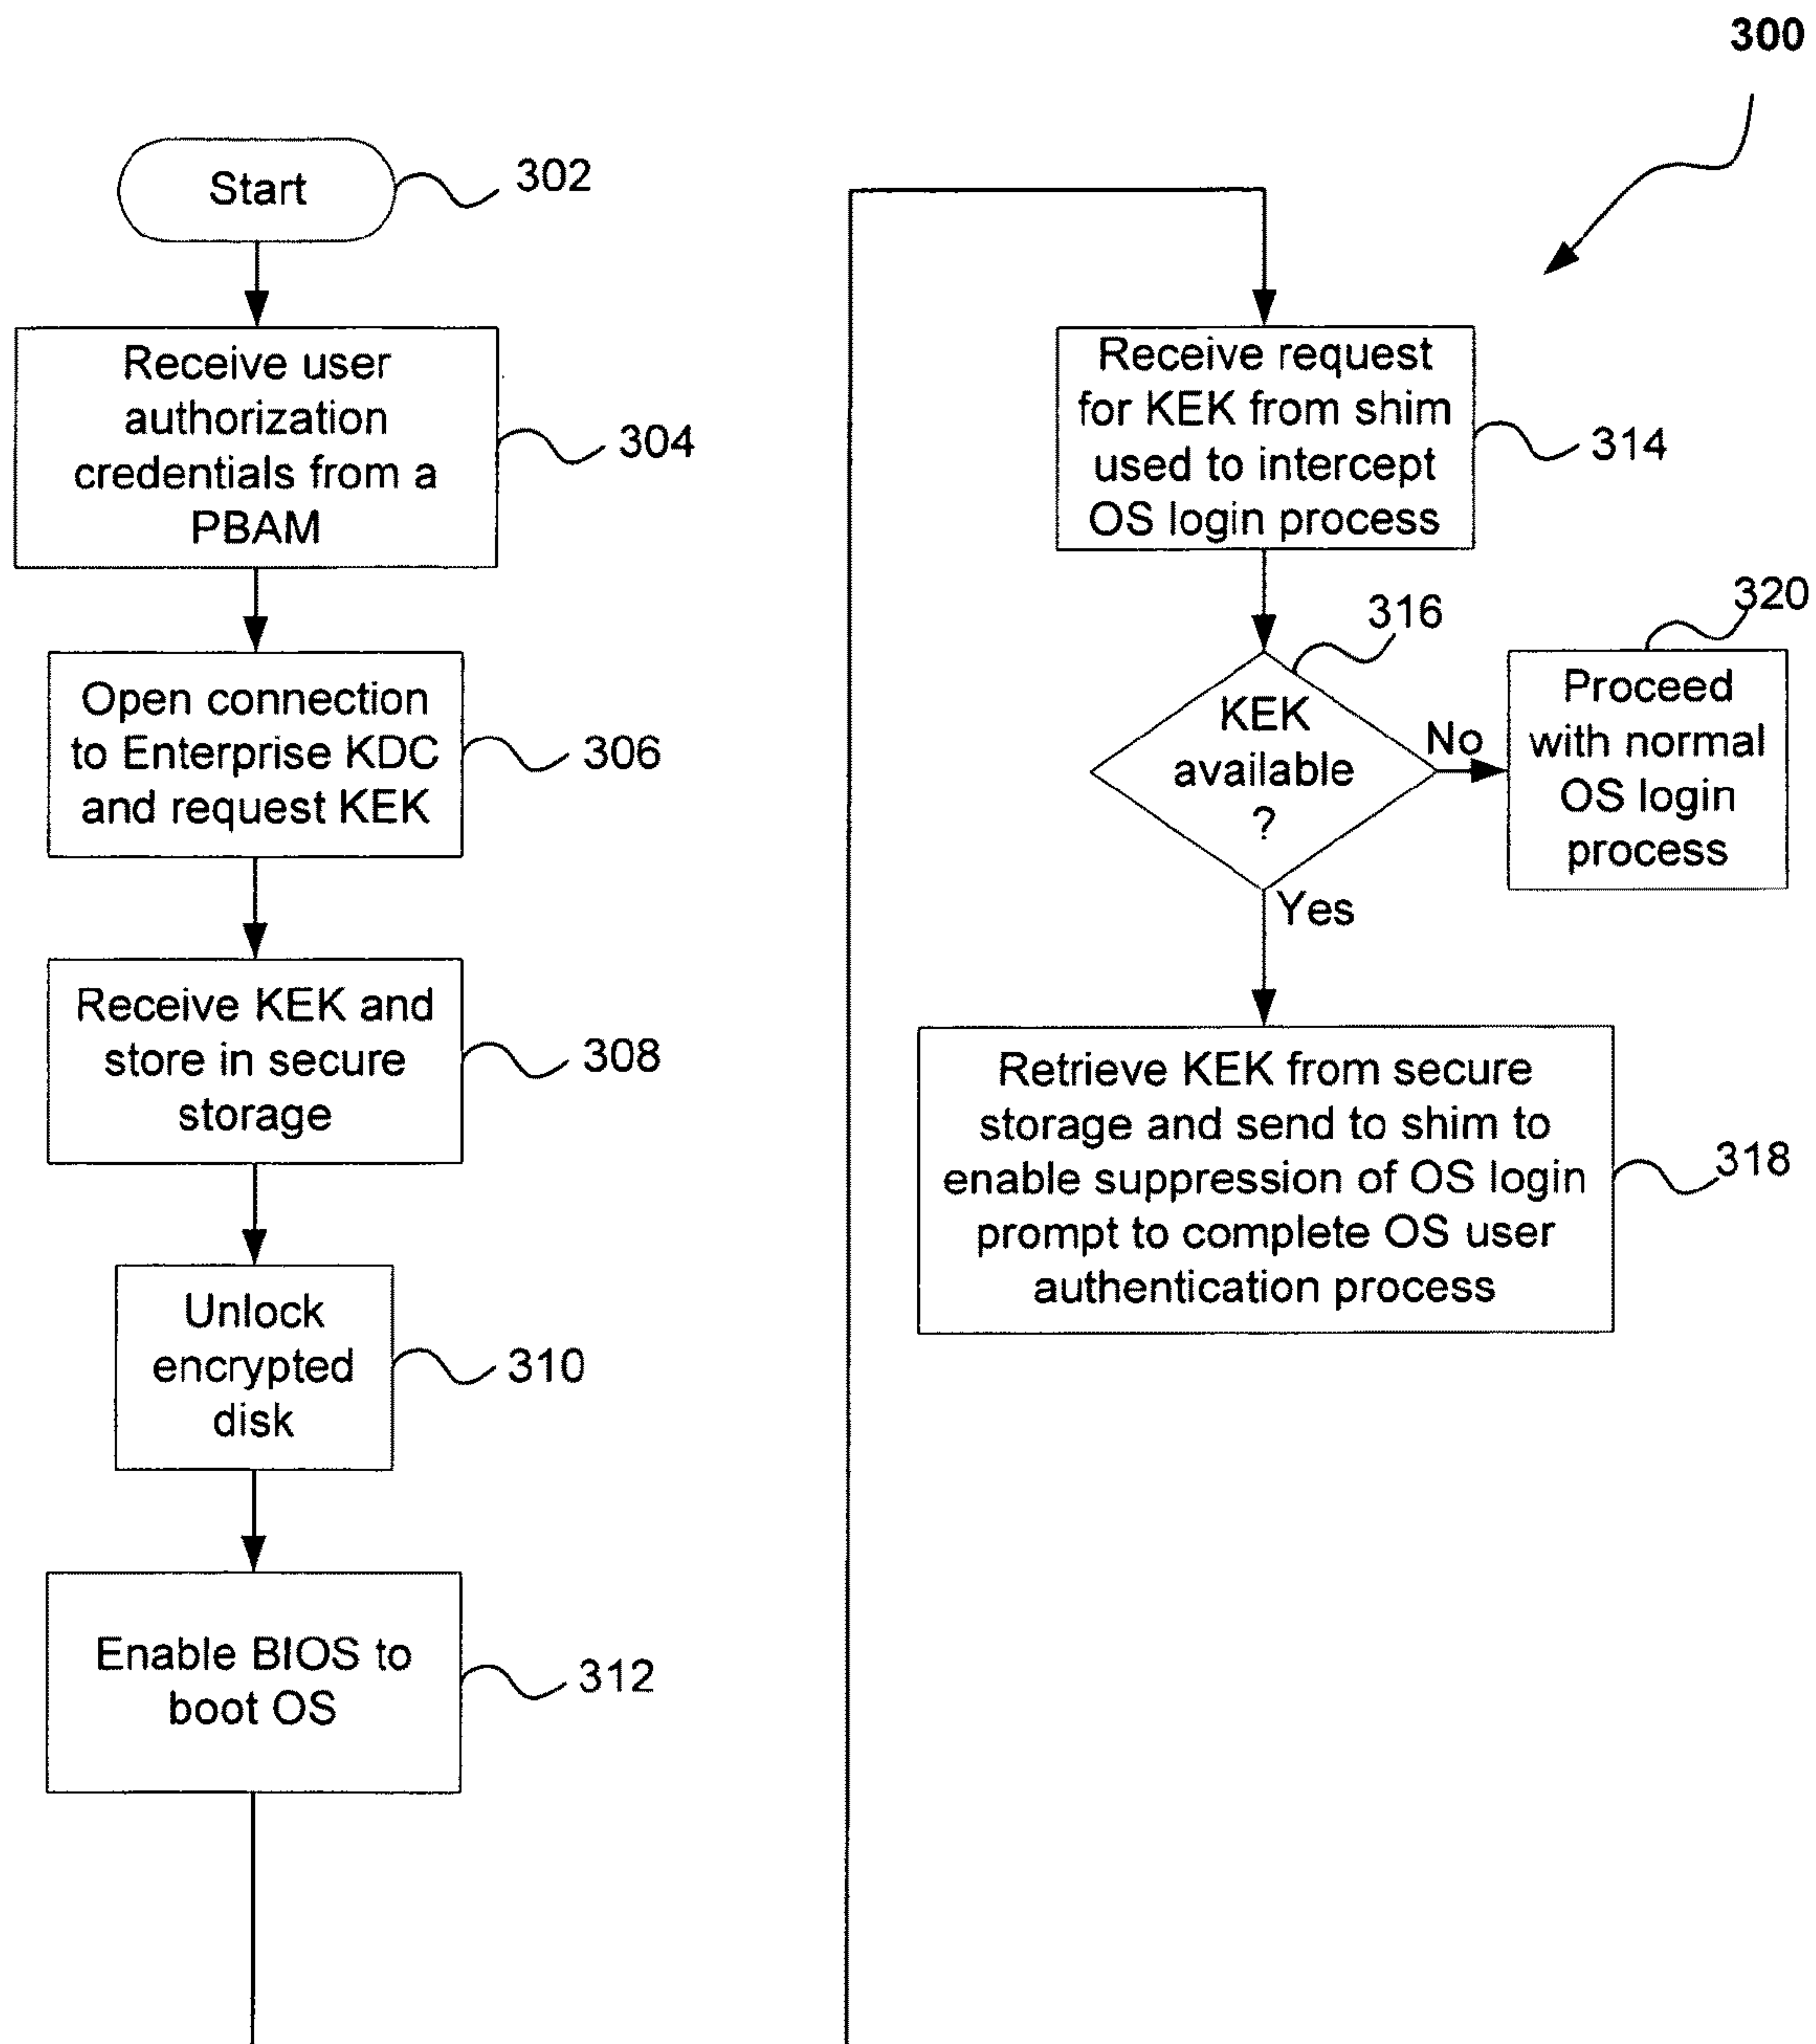 300
Start
302
Receive user
authorization
credentials from a
PBAM
304
Open connection
to Enterprise KDC
and request KEK
306
Receive KEK and
store in secure
storage
308
Unlock
encrypted
disk
310
Enable BIOS to
boot OS
312
Receive request
for KEK from shim
used to intercept
OS login process
314
316
KEK
available
?
No
Yes
320
Proceed
with normal
OS login
process
Retrieve KEK from secure
storage and send to shim to
enable suppression of OS login
prompt to complete OS user
authentication process
318